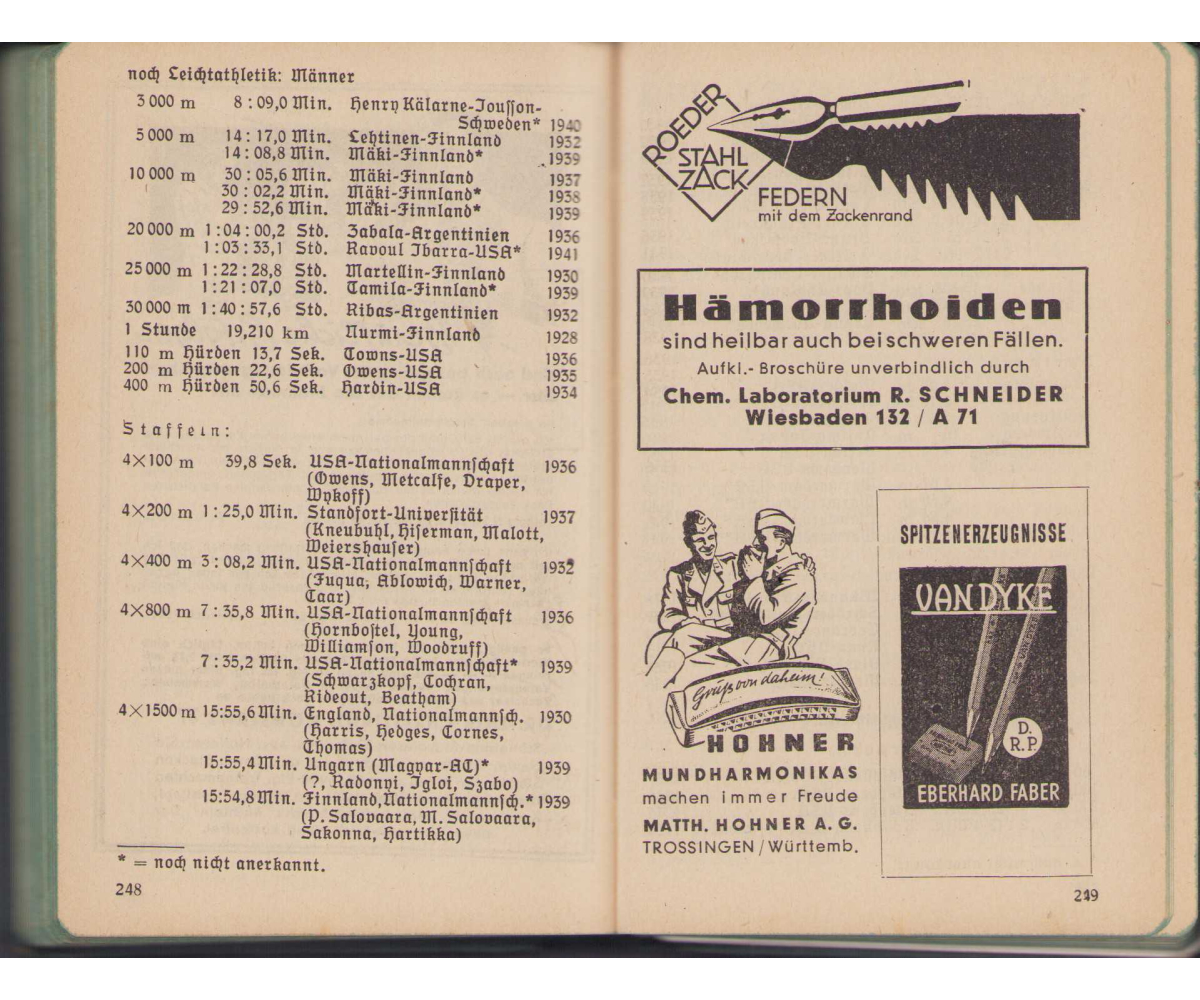 noch Leichtathletik: Männer
3 000 m 8 : 09,0 Min. Henry Kälarne-Jousson-
Schweden* 1940
5 000 m 14 : 17,0 Min. Lehtinen-Finnland 1932
14 : 08,8 Min. Mäki-Finnland* 1939
10 000 m 30 : 05,6 Min. Mäki-Finnland 1937
30 : 02,2 Min. Mäki-Finnland* 1938
29 : 52,6 Min. Mäki-Finnland* 1939
20 000 m 1 : 04 : 00,2 Std. Zabala-Argentinien 1936
1 : 03 : 33,1 Std. Ravoul Ibarra-USA* 1941
25 000 m 1 : 22 : 28,8 Std. Martellin-Finnland 1930
1 : 21 : 07,0 Std. Tamila-Finnland* 1939
30 000 m 1 : 40 : 57,6 Std. Ribas-Argentinien 1932
1 Stunde 19,210 km Nurmi-Finnland 1928
110 m Hürden 13,7 Sek. Towns-USA 1936
200 m Hürden 22,6 Sek. Owens-USA 1935
400 m Hürden 50,6 Sek. Hardin-USA 1934
Staffeln:
4×100 m 39,8 Sek. USA-Nationalmannschaft 1936
(Owens, Metcalfe, Draper,
Wykoff)
4×200 m 1 : 25,0 Min. Standfort-Universität 1937
(Kneubuhl, Hiserman, Malott,
Weiershauser)
4×400 m 3 : 08,2 Min. USA-Nationalmannschaft 1932
(Fuqua, Ablowich, Warner,
Caar)
4×800 m 7 : 35,8 Min. USA-Nationalmannschaft 1936
(Hornbostel, Young,
Williamson, Woodruff)
7 : 35,2 Min. USA-Nationalmannschaft* 1939
(Schwarzkopf, Cochran,
Rideout, Beatham)
4×1500 m 15:55,6 Min. England, Nationalmannsch. 1930
(Harris, Hedges, Cornes,
Thomas)
15:55,4 Min. Ungarn (Magyar-AC)* 1939
(?, Radonyi, Igloi, Szabo)
15:54,8 Min. Finnland, Nationalmannsch.* 1939
(P. Salovaara, M. Salovaara,
Sakonna, Hartikka)
* = noch nicht anerkannt.
248
ROEDER
STAHL
ZACK
FEDERN
mit dem Zackenrand
Hämorrhoiden
sind heilbar auch bei schweren Fällen.
Aufkl.- Broschüre unverbindlich durch
Chem. Laboratorium R. SCHNEIDER
Wiesbaden 132 / A 71
Grüß von daheim!
HOHNER
MUNDHARMONIKAS
machen immer Freude
MATTH. HOHNER A. G.
TROSSINGEN / Württemb.
SPITZENERZEUGNISSE
VAN DYKE
D.
R.P.
EBERHARD FABER
249